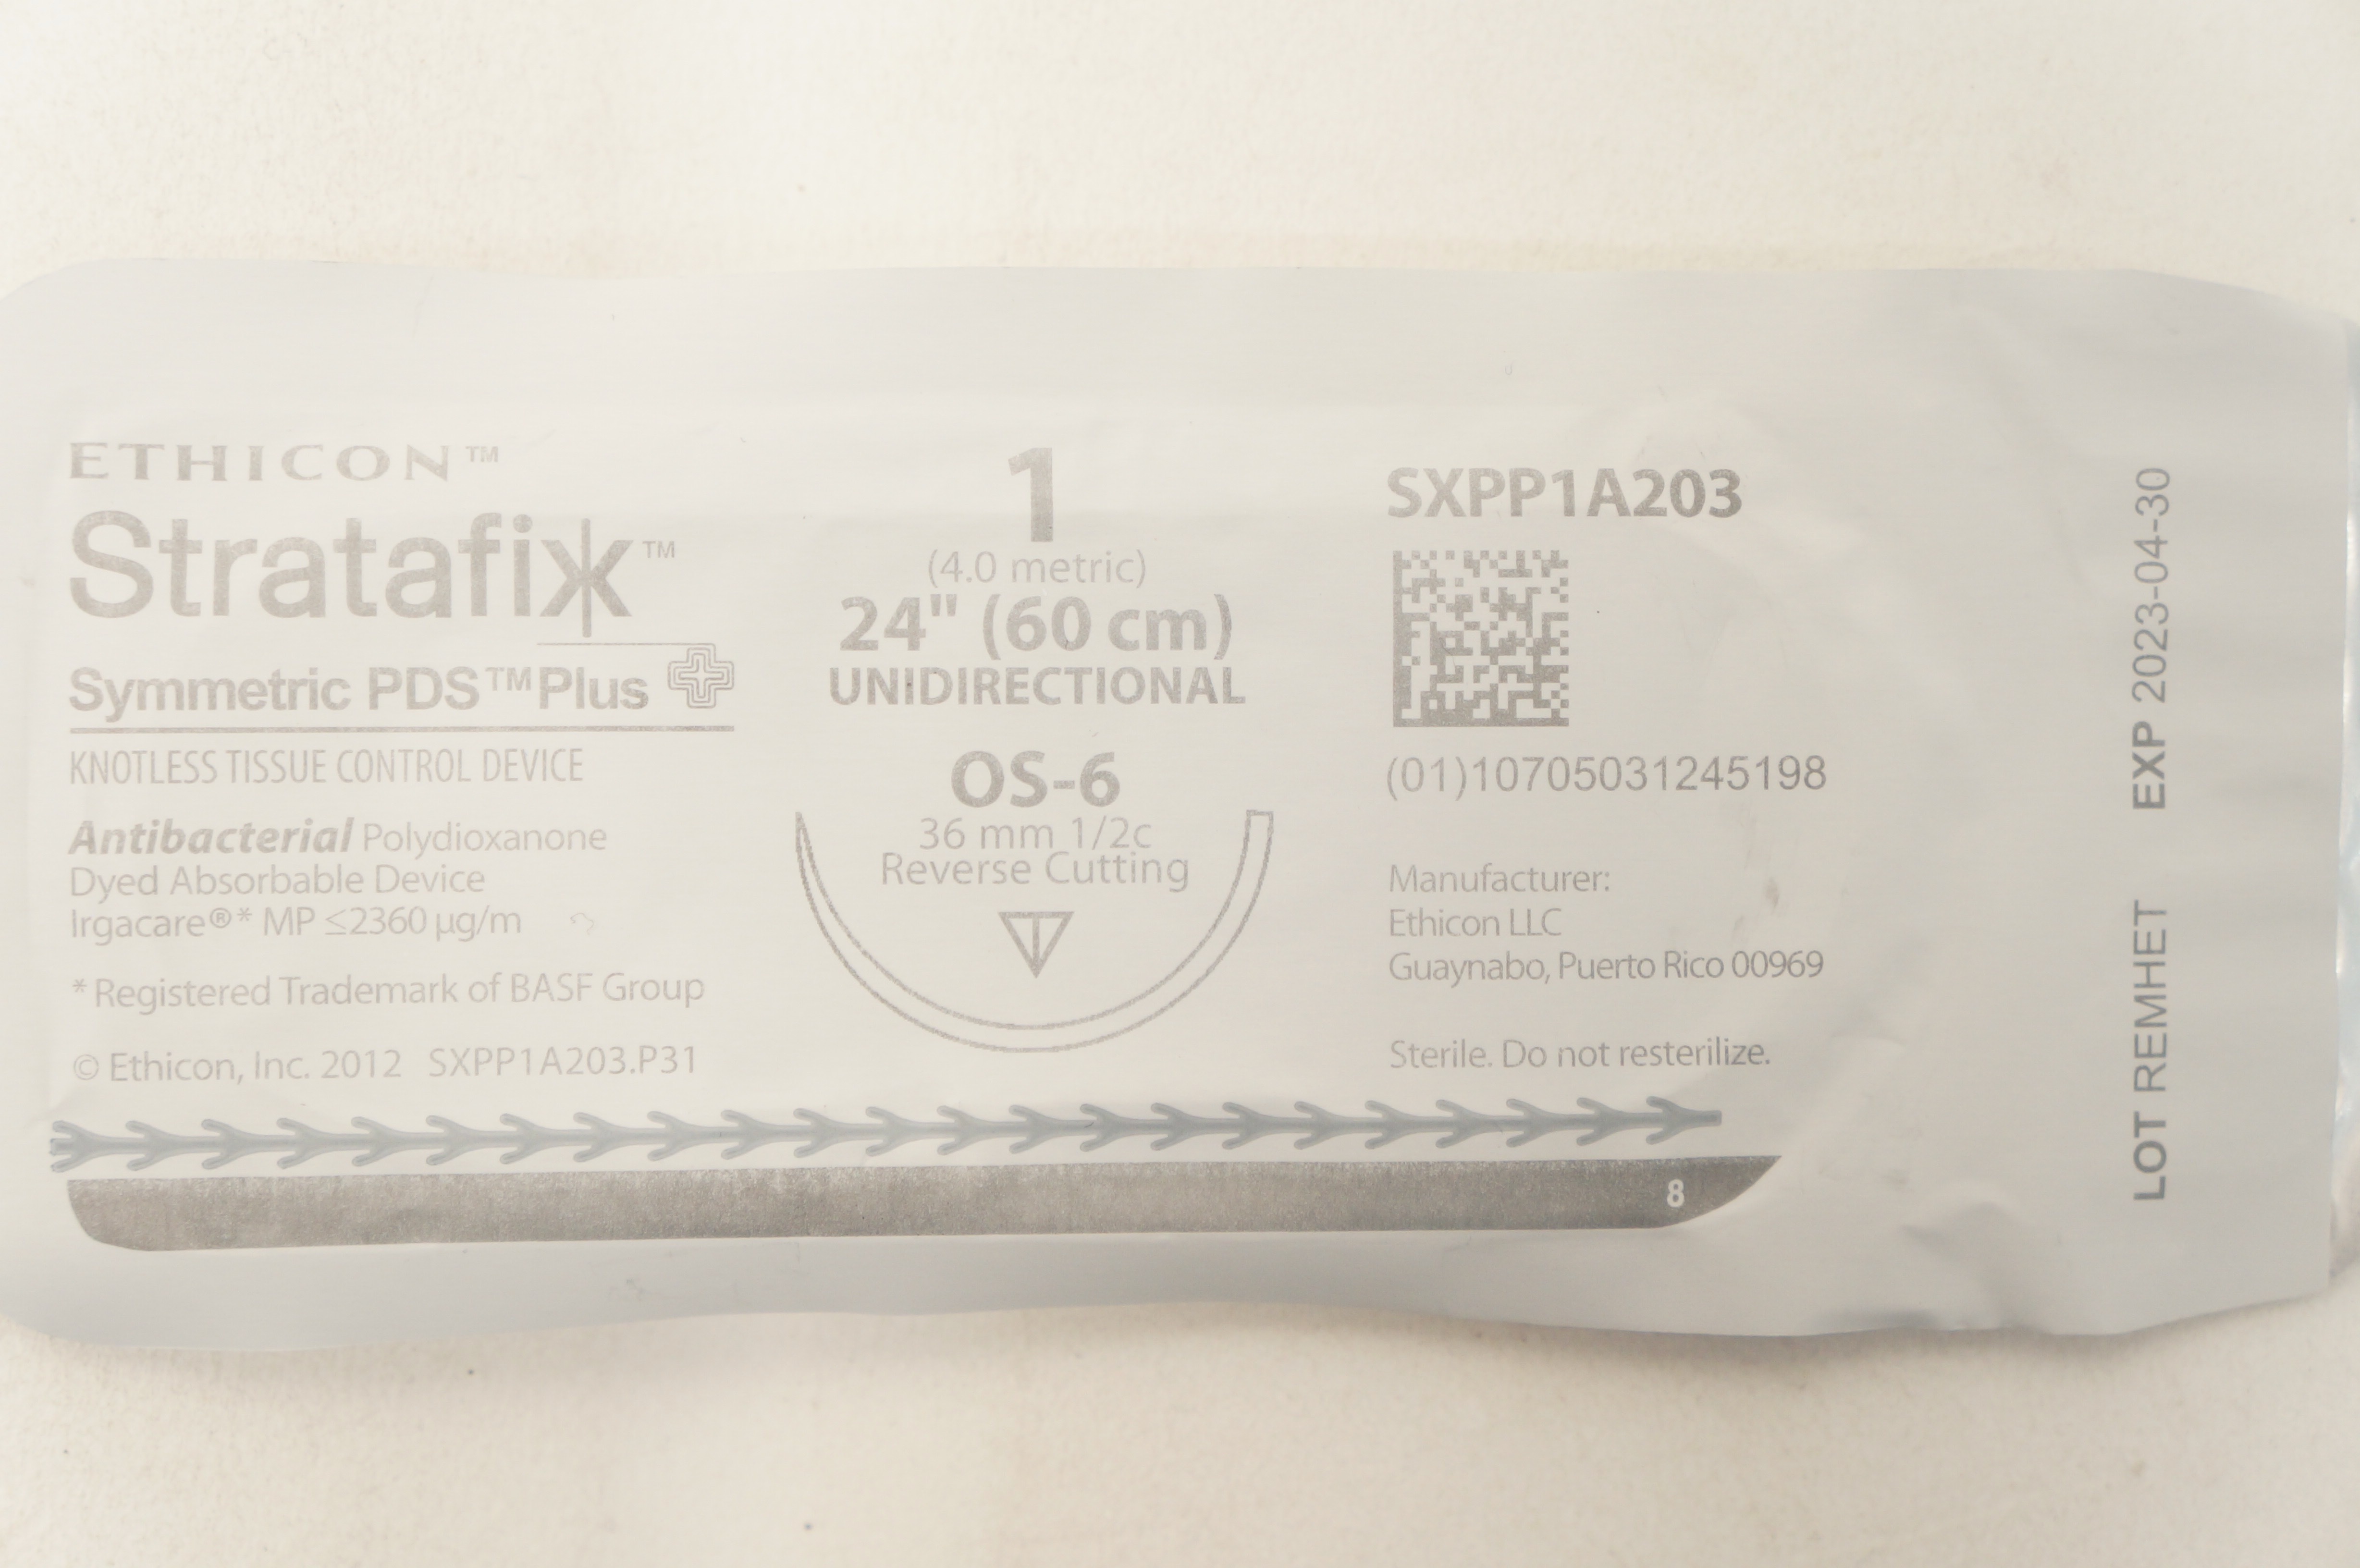 ETHICON™
Stratafix™
Symmetric PDS™Plus
KNOTLESS TISSUE CONTROL DEVICE
Antibacterial Polydioxanone
Dyed Absorbable Device
Irgacare®* MP ≤2360 µg/m
* Registered Trademark of BASF Group
© Ethicon, Inc. 2012 SXPP1A203.P31
1
(4.0 metric)
24" (60 cm)
UNIDIRECTIONAL
OS-6
36 mm 1/2c
Reverse Cutting
SXPP1A203
(01)10705031245198
Manufacturer:
Ethicon LLC
Guaynabo, Puerto Rico 00969
Sterile. Do not resterilize.
8
LOT REMHET EXP 2023-04-30